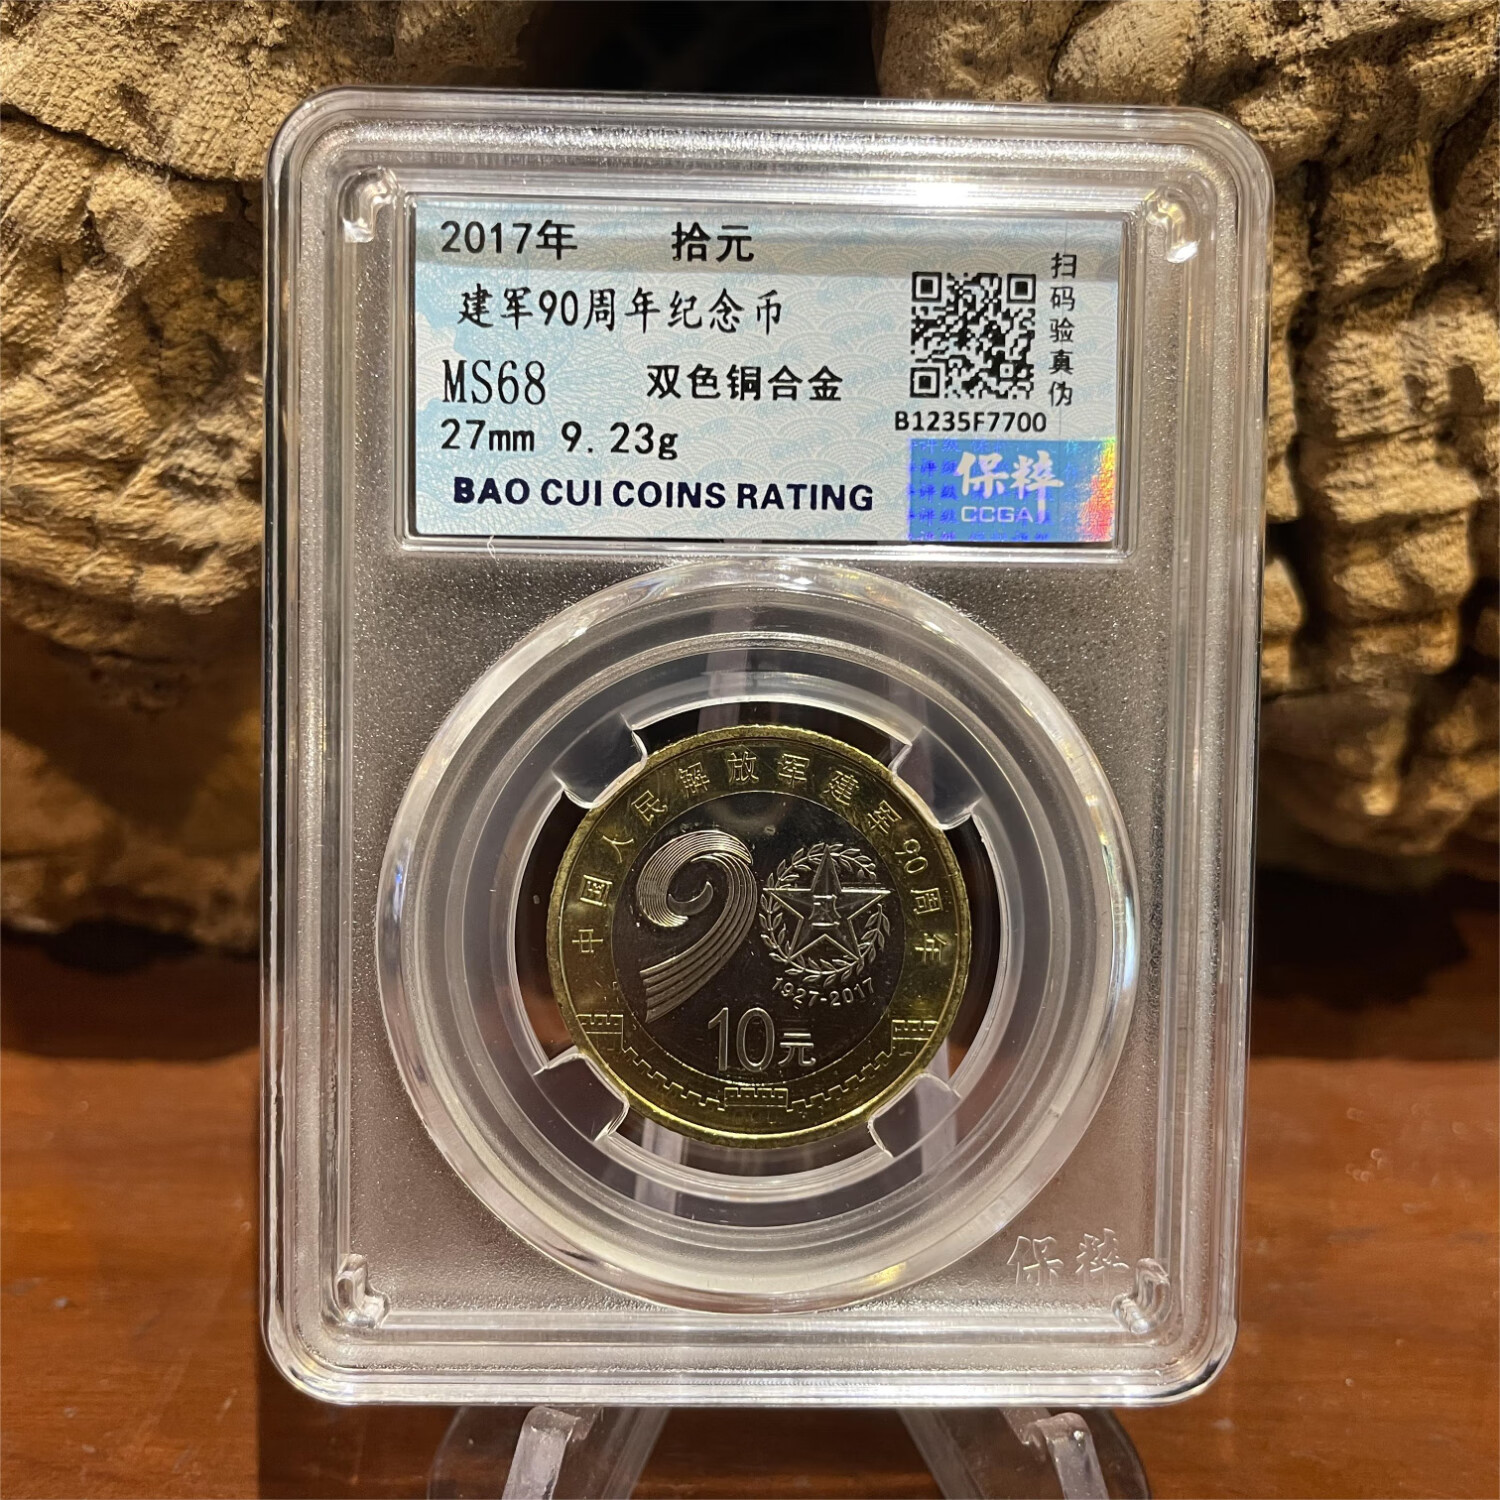 2017年 拾元
建军90周年纪念币
MS68 双色铜合金
27mm 9.23g
BAO CUI COINS RATING
扫码验真伪
B1235F7700
保粹
CCGA
中国人民解放军建军90周年
八一
1927-2017
10元
保粹